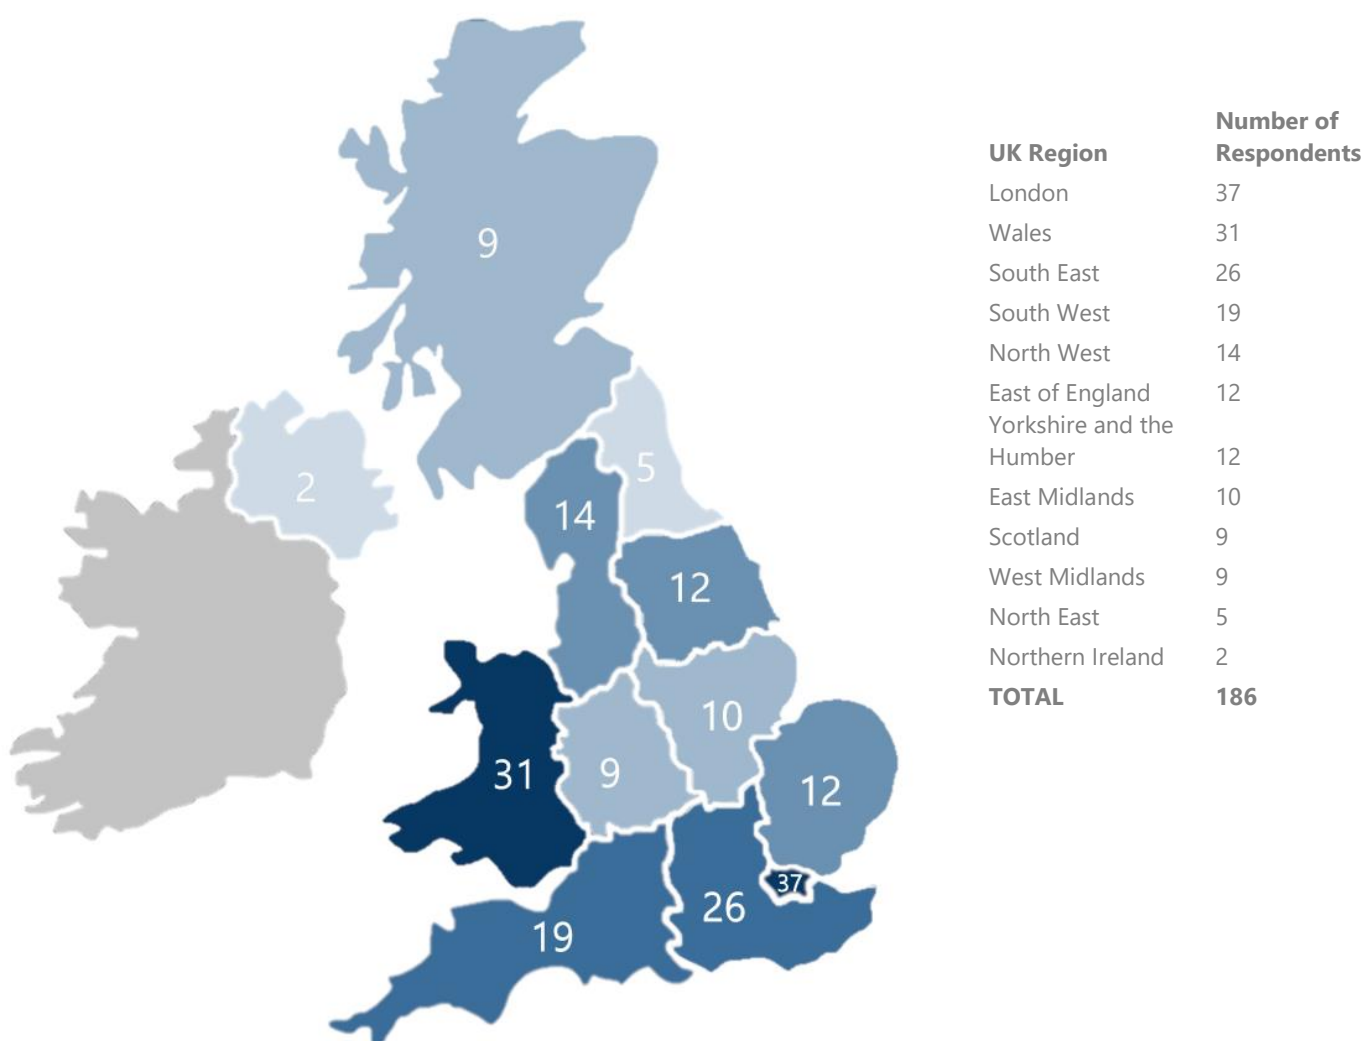 9
2
5
14
12
10
31
9
12
37
26
19
UK Region Number of Respondents
London 37
Wales 31
South East 26
South West 19
North West 14
East of England 12
Yorkshire and the
Humber 12
East Midlands 10
Scotland 9
West Midlands 9
North East 5
Northern Ireland 2
TOTAL 186